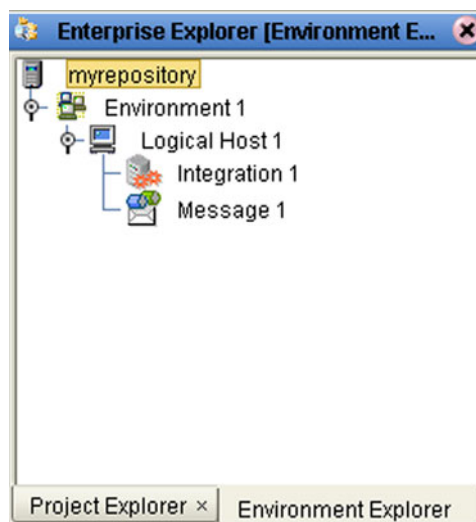 Enterprise Explorer [Environment E...
myrepository
Environment 1
Logical Host 1
Integration 1
Message 1
Project Explorer × Environment Explorer